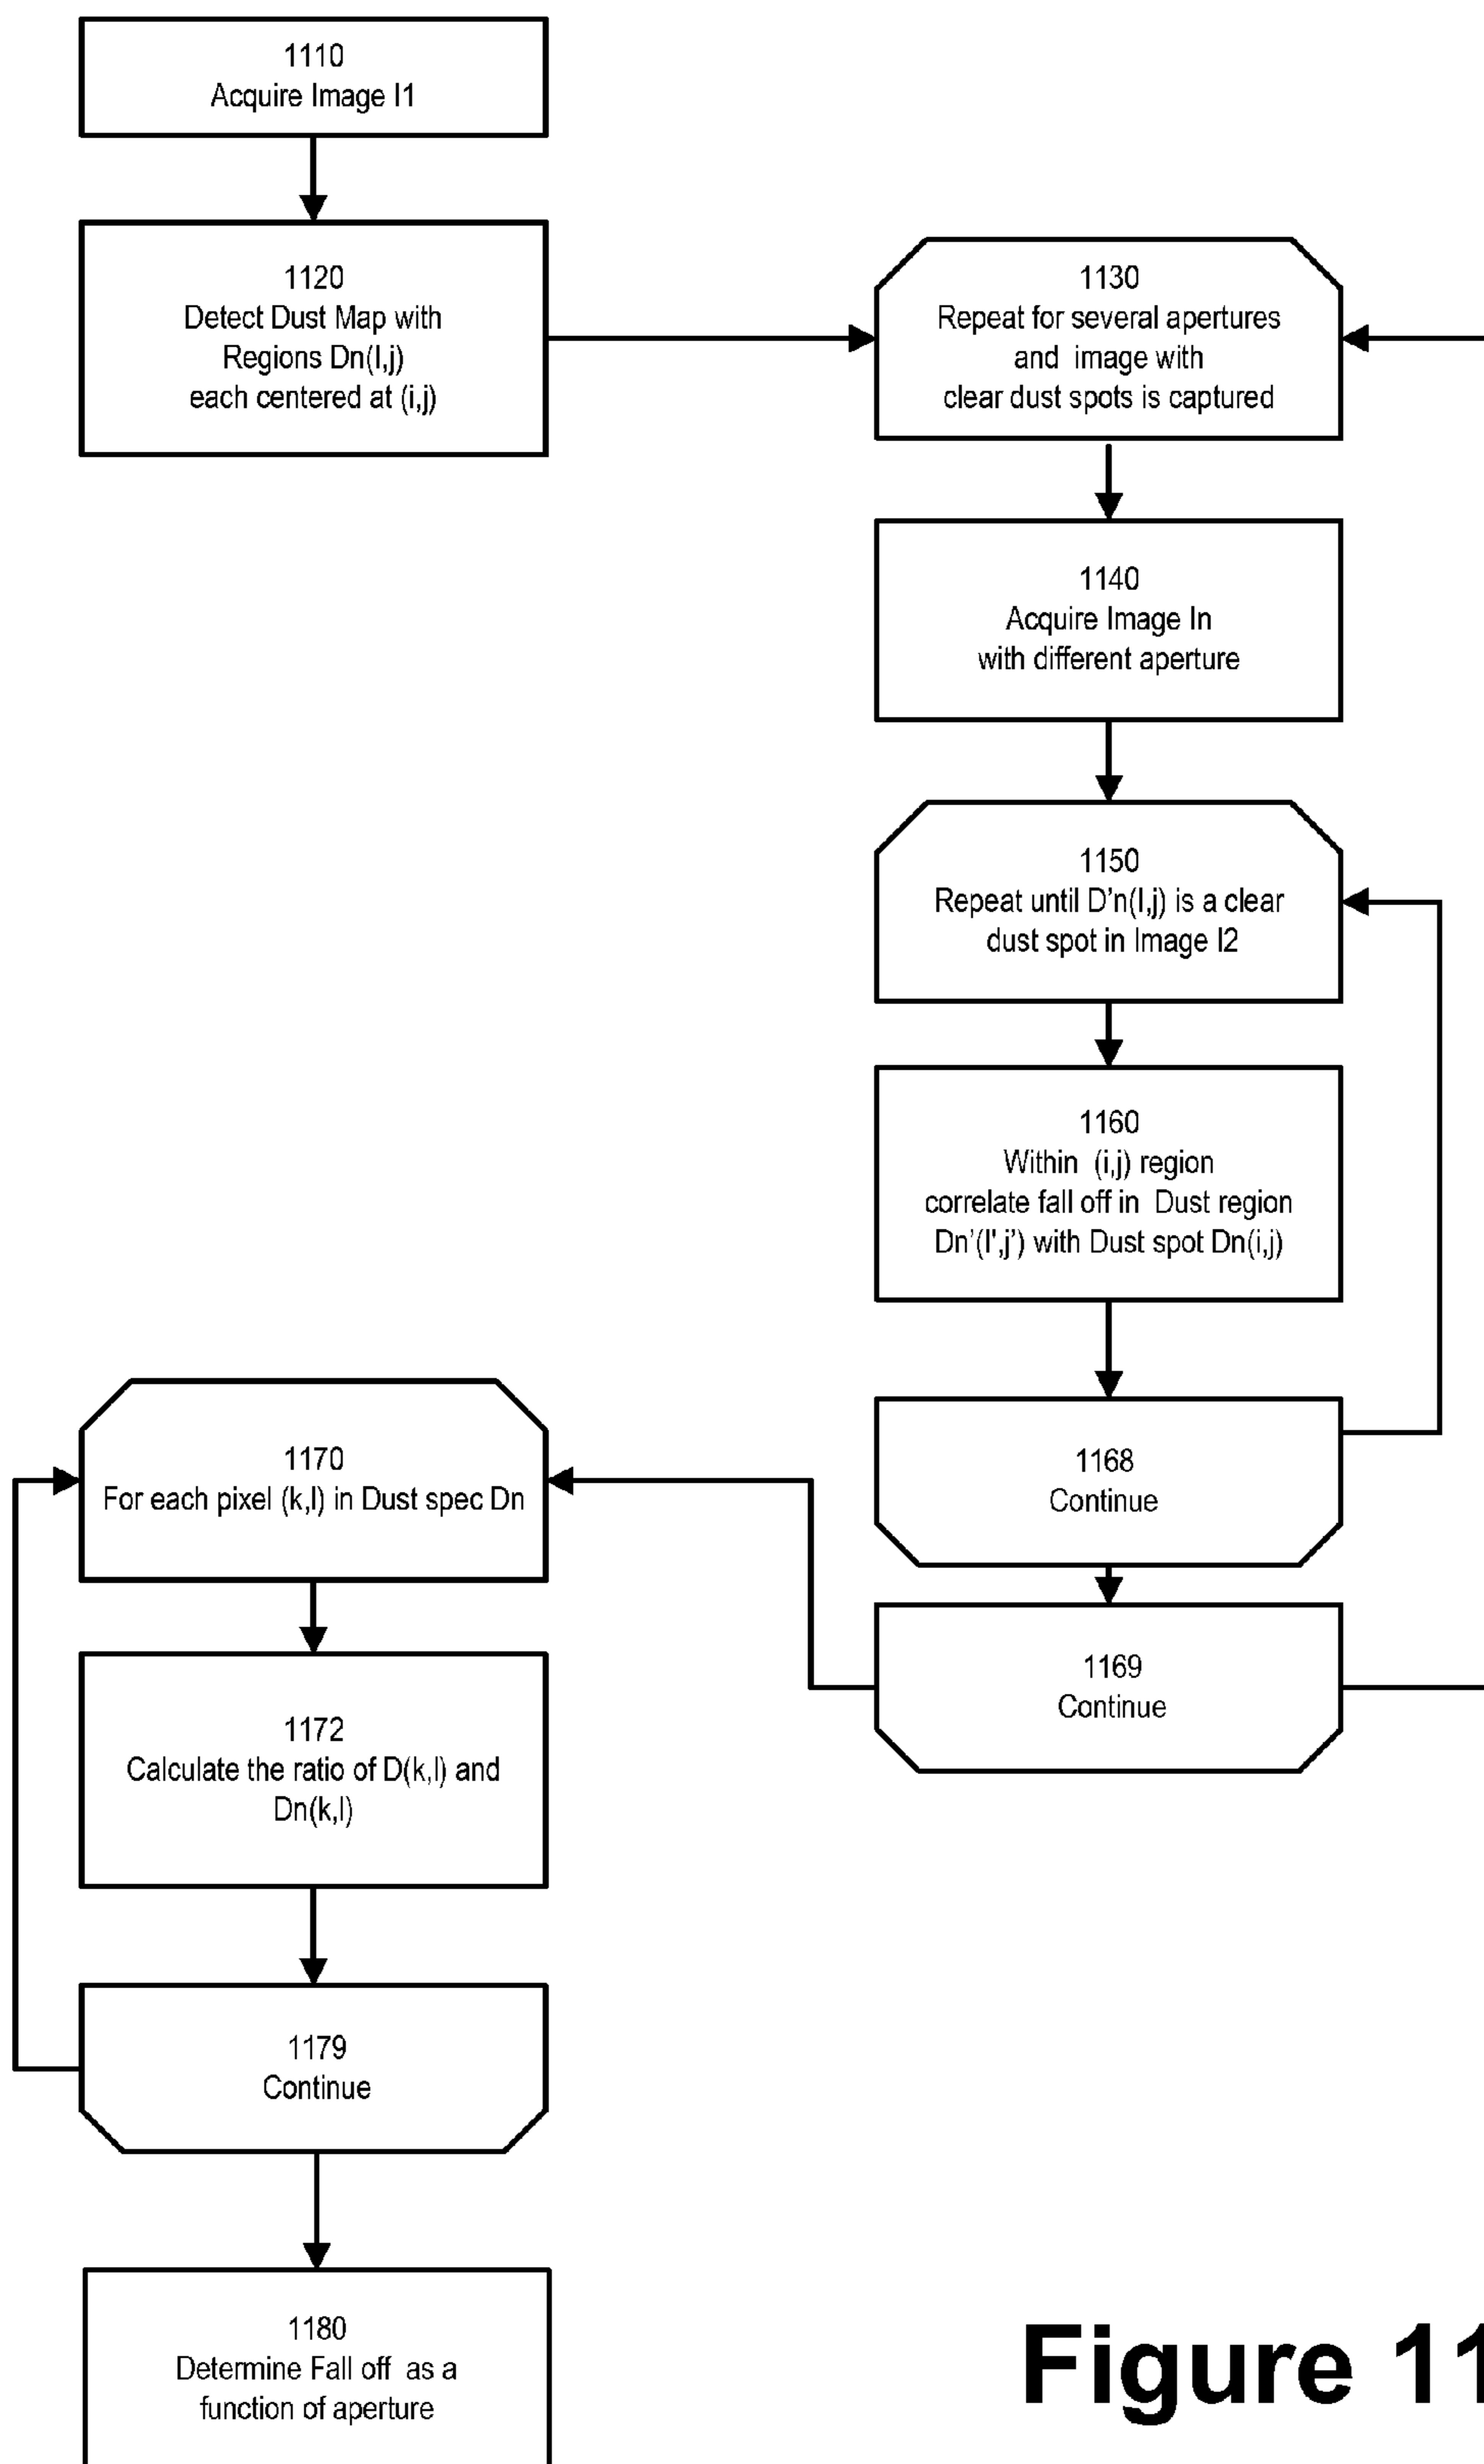 1110
Acquire Image I1
1120
Detect Dust Map with
Regions Dn(I,j)
each centered at (i,j)
1130
Repeat for several apertures
and image with
clear dust spots is captured
1140
Acquire Image In
with different aperture
1150
Repeat until D'n(I,j) is a clear
dust spot in Image I2
1160
Within (i,j) region
correlate fall off in Dust region
Dn'(I',j') with Dust spot Dn(i,j)
1168
Continue
1169
Continue
1170
For each pixel (k,l) in Dust spec Dn
1172
Calculate the ratio of D(k,l) and
Dn(k,l)
1179
Continue
1180
Determine Fall off as a
function of aperture
Figure 11